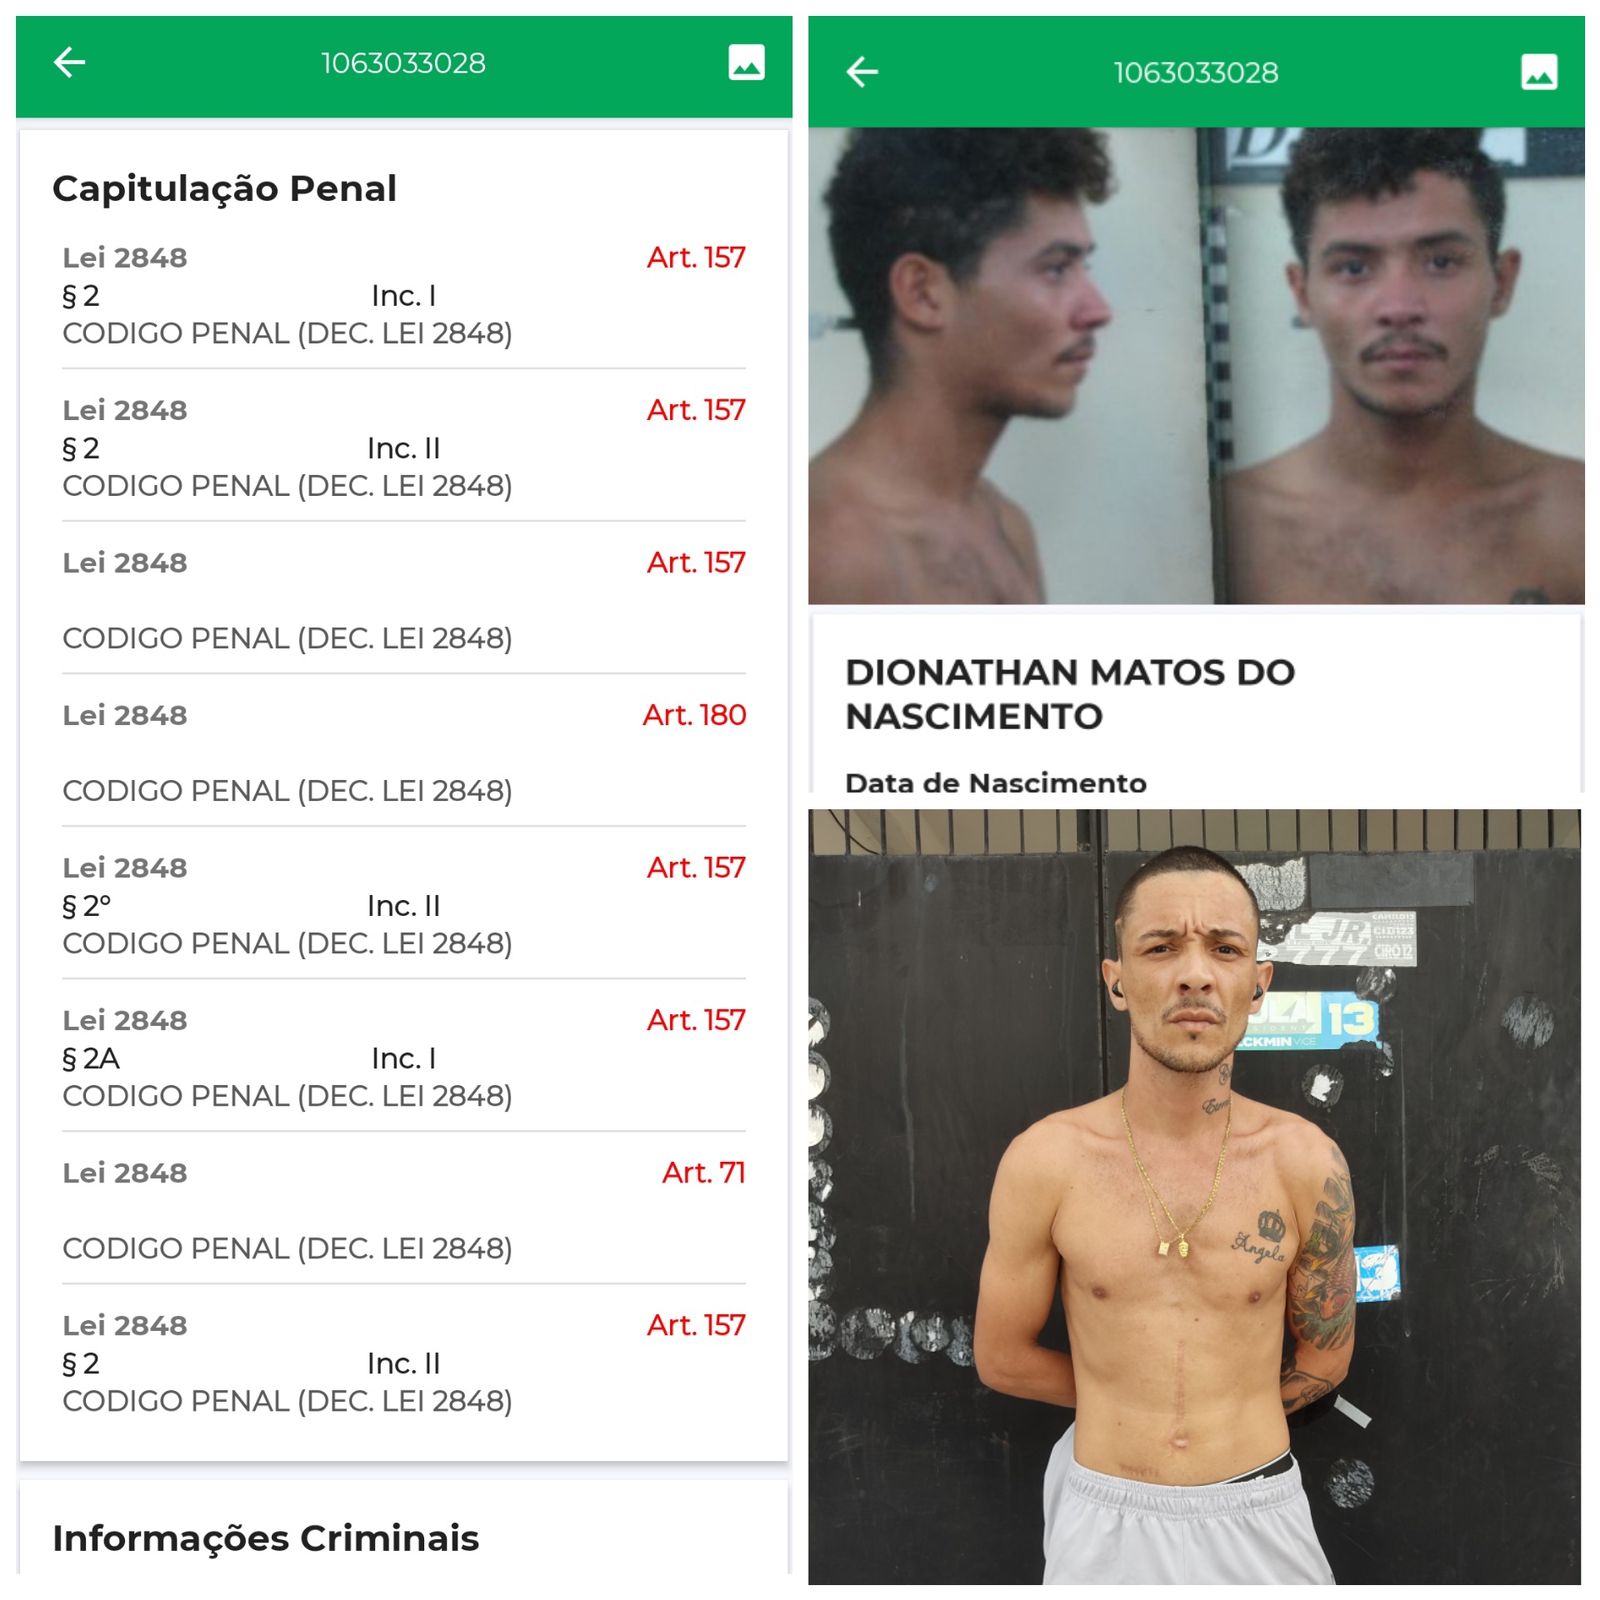 1063033028
Capitulação Penal
Lei 2848 Art. 157
§ 2 Inc. I
CODIGO PENAL (DEC. LEI 2848)
Lei 2848 Art. 157
§ 2 Inc. II
CODIGO PENAL (DEC. LEI 2848)
Lei 2848 Art. 157
CODIGO PENAL (DEC. LEI 2848)
Lei 2848 Art. 180
CODIGO PENAL (DEC. LEI 2848)
Lei 2848 Art. 157
§ 2º Inc. II
CODIGO PENAL (DEC. LEI 2848)
Lei 2848 Art. 157
§ 2A Inc. I
CODIGO PENAL (DEC. LEI 2848)
Lei 2848 Art. 71
CODIGO PENAL (DEC. LEI 2848)
Lei 2848 Art. 157
§ 2 Inc. II
CODIGO PENAL (DEC. LEI 2848)
Informações Criminais
1063033028
DIONATHAN MATOS DO
NASCIMENTO
Data de Nascimento
JR.
777
CIRO 12
13
VICE
Angela